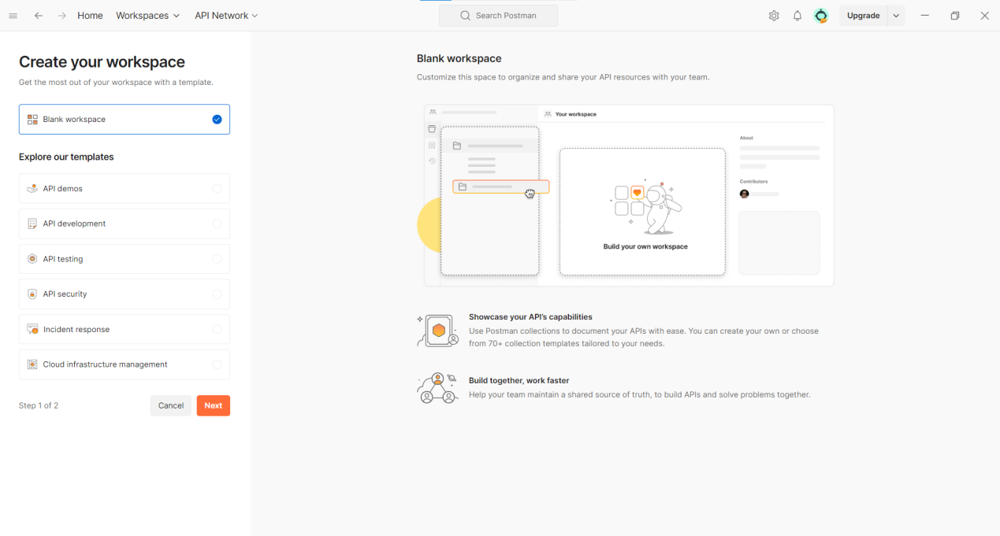 Home Workspaces API Network Search Postman Upgrade
Create your workspace
Get the most out of your workspace with a template.
Blank workspace
Explore our templates
API demos
API development
API testing
API security
Incident response
Cloud infrastructure management
Step 1 of 2 Cancel Next
Blank workspace
Customize this space to organize and share your API resources with your team.
Your workspace
About
Contributors
Build your own workspace
Showcase your API's capabilities
Use Postman collections to document your APIs with ease. You can create your own or choose
from 70+ collection templates tailored to your needs.
Build together, work faster
Help your team maintain a shared source of truth, to build APIs and solve problems together.